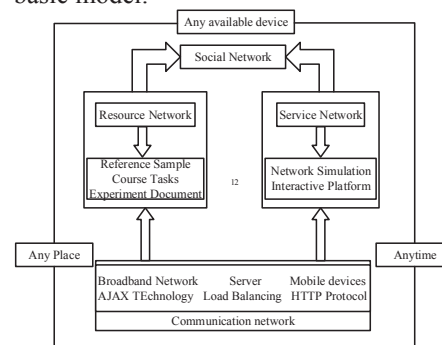 basic model.
Any available device
Social Network
Resource Network
Service Network
Reference Sample
Course Tasks
Experiment Document
12
Network Simulation
Interactive Platform
Any Place
Anytime
Broadband Network Server Mobile devices
AJAX TEchnology Load Balancing HTTP Protocol
Communication network